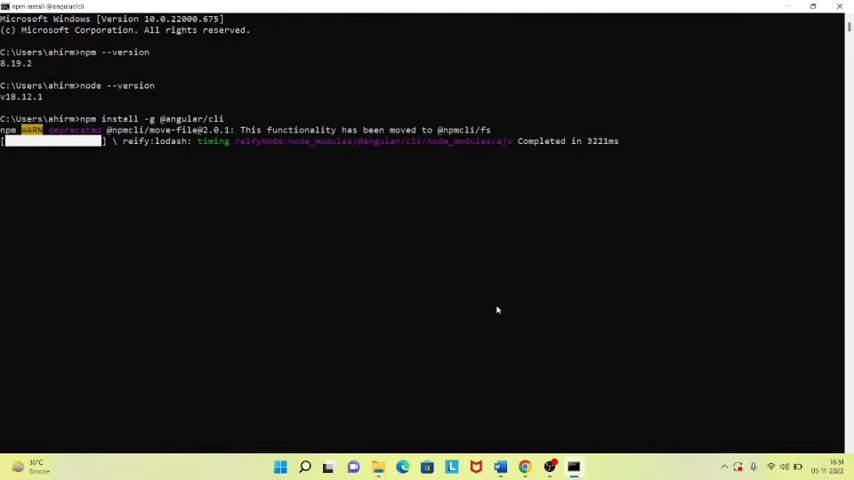 npm install @angular/cli
Microsoft Windows [Version 10.0.22000.675]
(c) Microsoft Corporation. All rights reserved.
C:\Users\ahirm>npm --version
8.19.2
C:\Users\ahirm>node --version
v18.12.1
C:\Users\ahirm>npm install -g @angular/cli
npm WARN deprecated @npmcli/move-file@2.0.1: This functionality has been moved to @npmcli/fs
[ ] \ reify:lodash: timing reifyNode:node_modules/@angular/cli/node_modules/ajv Completed in 3221ms
36°C
Smoke
L
W
16:31
05-11-2022